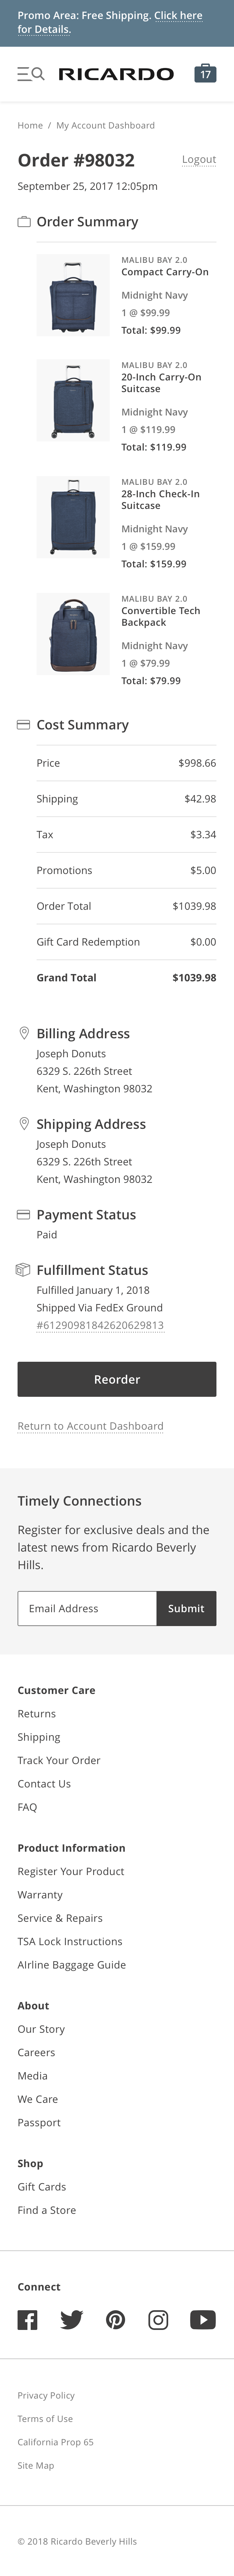 Promo Area: Free Shipping. Click here
for Details.
RICARDO
17
Home / My Account Dashboard
Order #98032
Logout
September 25, 2017 12:05pm
Order Summary
MALIBU BAY 2.0
Compact Carry-On
Midnight Navy
1 @ $99.99
Total: $99.99
MALIBU BAY 2.0
20-Inch Carry-On
Suitcase
Midnight Navy
1 @ $119.99
Total: $119.99
MALIBU BAY 2.0
28-Inch Check-In
Suitcase
Midnight Navy
1 @ $159.99
Total: $159.99
MALIBU BAY 2.0
Convertible Tech
Backpack
Midnight Navy
1 @ $79.99
Total: $79.99
Cost Summary
Price $998.66
Shipping $42.98
Tax $3.34
Promotions $5.00
Order Total $1039.98
Gift Card Redemption $0.00
Grand Total $1039.98
Billing Address
Joseph Donuts
6329 S. 226th Street
Kent, Washington 98032
Shipping Address
Joseph Donuts
6329 S. 226th Street
Kent, Washington 98032
Payment Status
Paid
Fulfillment Status
Fulfilled January 1, 2018
Shipped Via FedEx Ground
#61290981842620629813
Reorder
Return to Account Dashboard
Timely Connections
Register for exclusive deals and the
latest news from Ricardo Beverly
Hills.
Email Address
Submit
Customer Care
Returns
Shipping
Track Your Order
Contact Us
FAQ
Product Information
Register Your Product
Warranty
Service & Repairs
TSA Lock Instructions
AIrline Baggage Guide
About
Our Story
Careers
Media
We Care
Passport
Shop
Gift Cards
Find a Store
Connect
Privacy Policy
Terms of Use
California Prop 65
Site Map
© 2018 Ricardo Beverly Hills